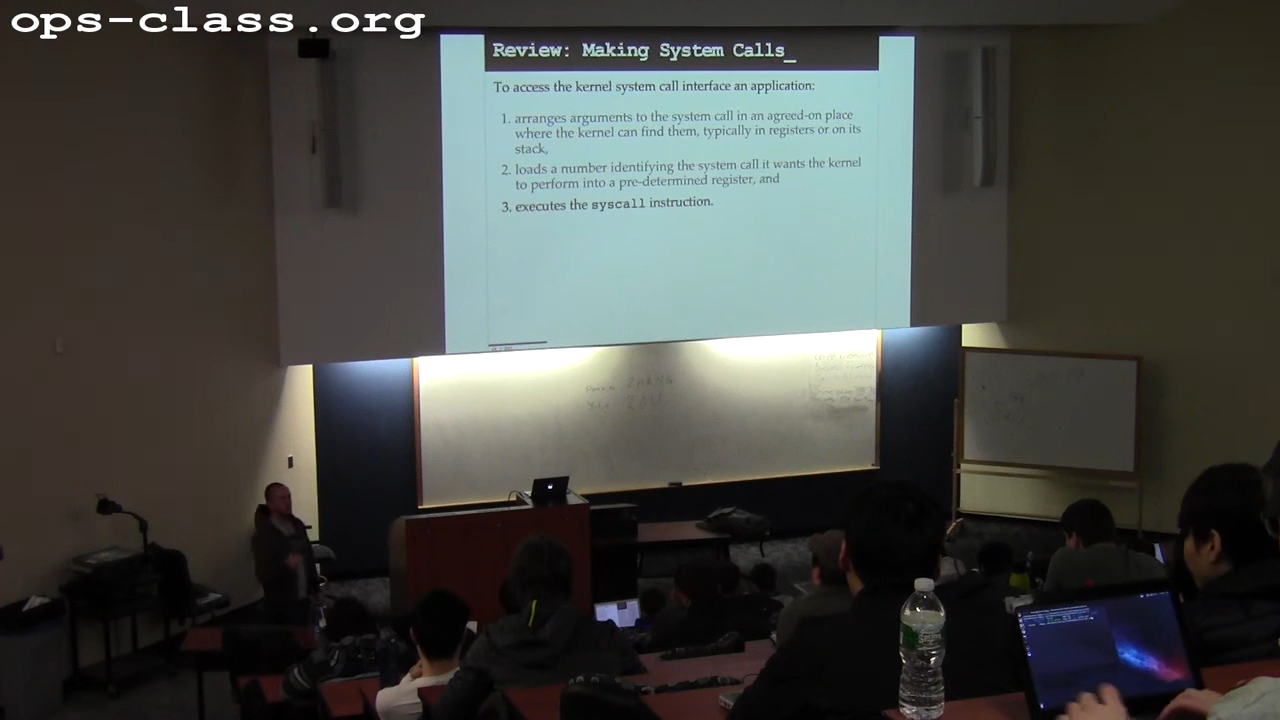 ops-class.org
Review: Making System Calls_
To access the kernel system call interface an application:
1. arranges arguments to the system call in an agreed-on place
where the kernel can find them, typically in registers or on its
stack,
2. loads a number identifying the system call it wants the kernel
to perform into a pre-determined register, and
3. executes the syscall instruction.
ZHANG
ZOU